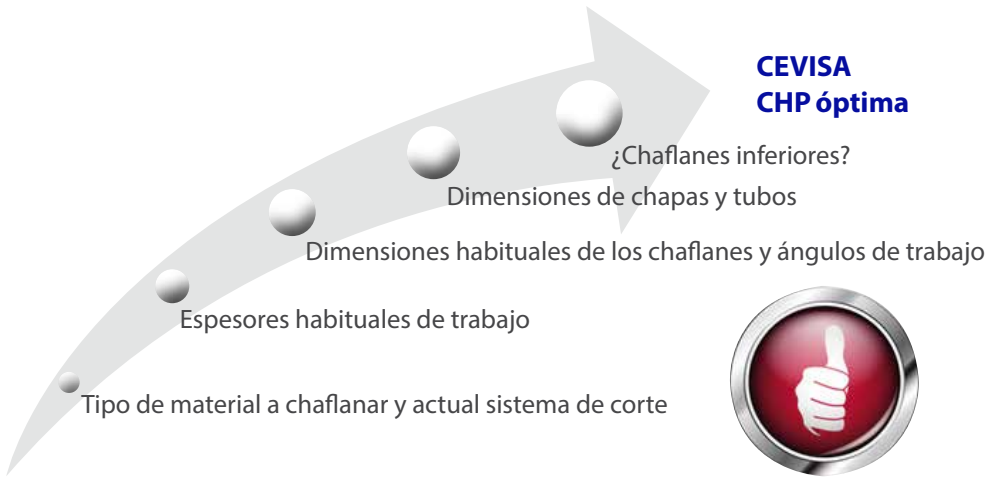 CEVISA
CHP óptima
¿Chaflanes inferiores?
Dimensiones de chapas y tubos
Dimensiones habituales de los chaflanes y ángulos de trabajo
Espesores habituales de trabajo
Tipo de material a chaflanar y actual sistema de corte